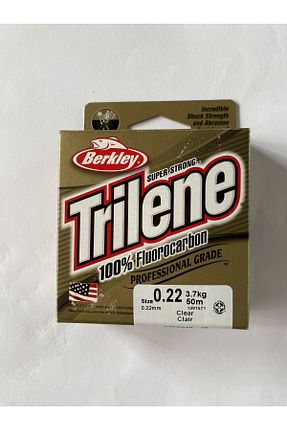 Incredible
Shock Strength
and Abrasion
Berkley
SUPER STRONG
Trilene
100% Fluorocarbon
PROFESSIONAL GRADE
Size 0.22 3.7kg
0.22mm 50m
Clear
Clair